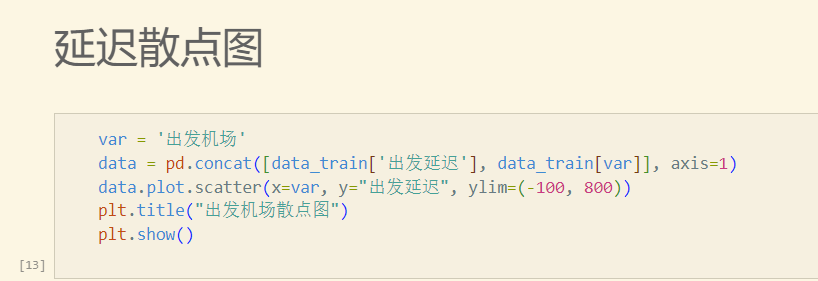 延迟散点图
var = '出发机场'
data = pd.concat([data_train['出发延迟'], data_train[var]], axis=1)
data.plot.scatter(x=var, y="出发延迟", ylim=(-100, 800))
plt.title("出发机场散点图")
plt.show()
[13]